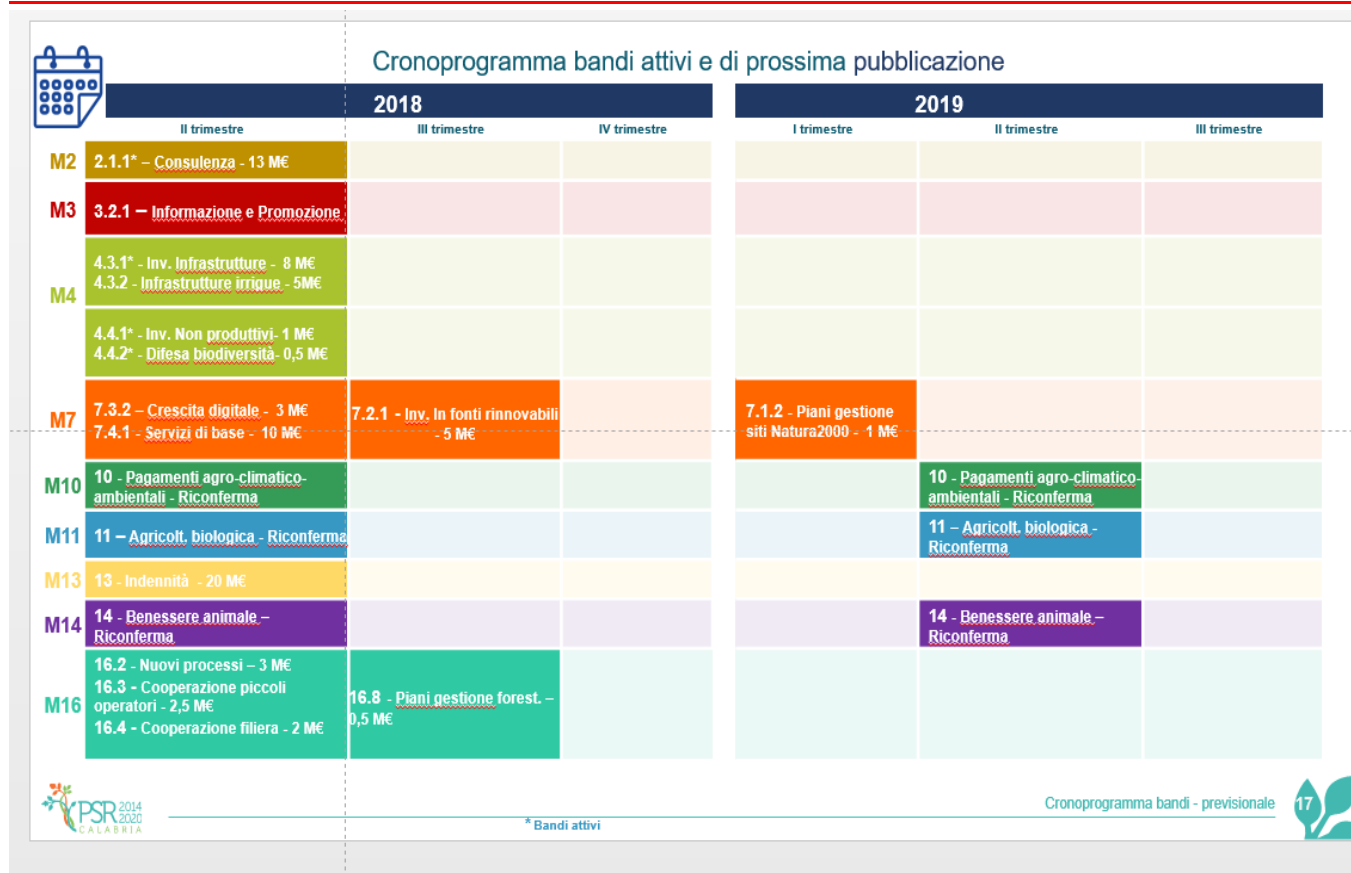 Cronoprogramma bandi attivi e di prossima pubblicazione
2018
2019
II trimestre
III trimestre
IV trimestre
I trimestre
II trimestre
III trimestre
M2
2.1.1* – Consulenza - 13 M€
M3
3.2.1 – Informazione e Promozione
M4
4.3.1* - Inv. Infrastrutture - 8 M€
4.3.2 - Infrastrutture irrigue - 5M€
4.4.1* - Inv. Non produttivi- 1 M€
4.4.2* - Difesa biodiversità- 0,5 M€
M7
7.3.2 – Crescita digitale - 3 M€
7.4.1 - Servizi di base - 10 M€
7.2.1 - Inv. In fonti rinnovabili
- 5 M€
7.1.2 - Piani gestione
siti Natura2000 - 1 M€
M10
10 - Pagamenti agro-climatico-
ambientali - Riconferma
10 - Pagamenti agro-climatico-
ambientali - Riconferma
M11
11 – Agricolt. biologica - Riconferma
11 – Agricolt. biologica -
Riconferma
M13
13 - Indennità - 20 M€
M14
14 - Benessere animale –
Riconferma
14 - Benessere animale –
Riconferma
M16
16.2 - Nuovi processi – 3 M€
16.3 - Cooperazione piccoli
operatori - 2,5 M€
16.4 - Cooperazione filiera - 2 M€
16.8 - Piani gestione forest. –
0,5 M€
PSR 2014
2020
CALABRIA
* Bandi attivi
Cronoprogramma bandi - previsionale
17